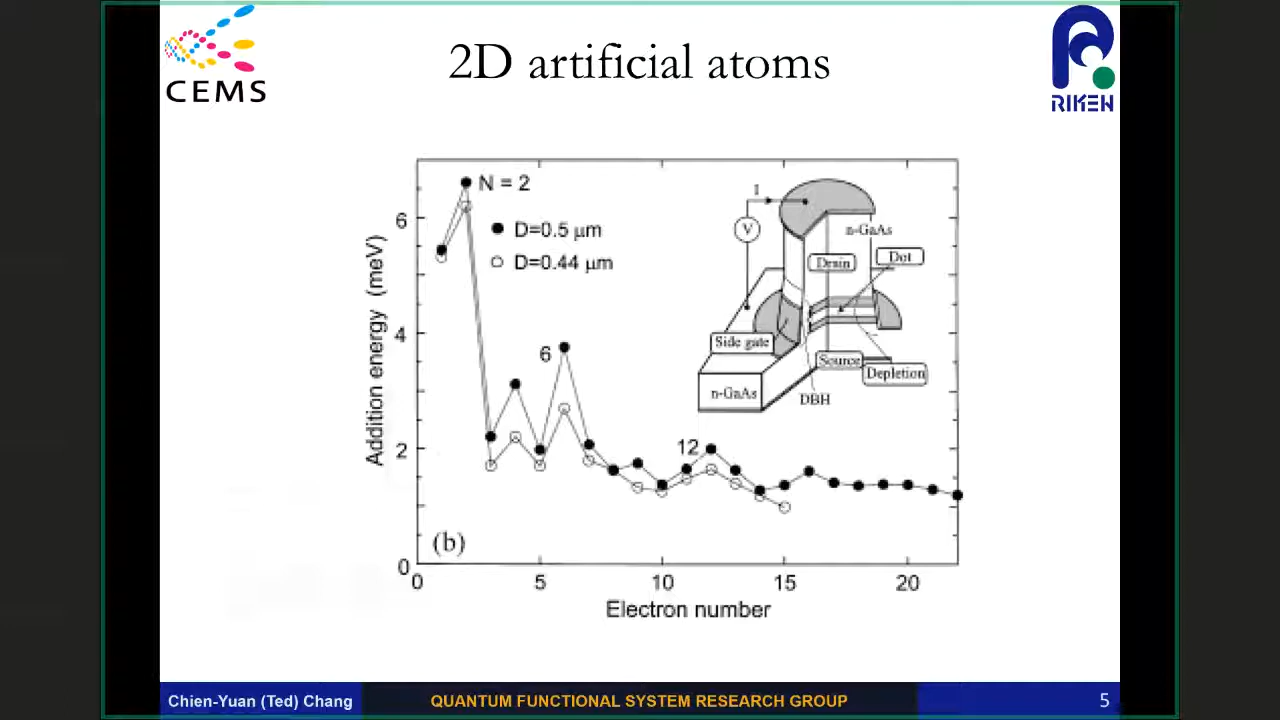 2D artificial atoms
CEMS
RIKEN
N = 2
D=0.5 μm
D=0.44 μm
6
12
I
V
n-GaAs
Drain
Dot
Side gate
Source
Depletion
n-GaAs
DBH
(b)
Addition energy (meV)
6
4
2
0
0
5
10
15
20
Electron number
Chien-Yuan (Ted) Chang
QUANTUM FUNCTIONAL SYSTEM RESEARCH GROUP
5